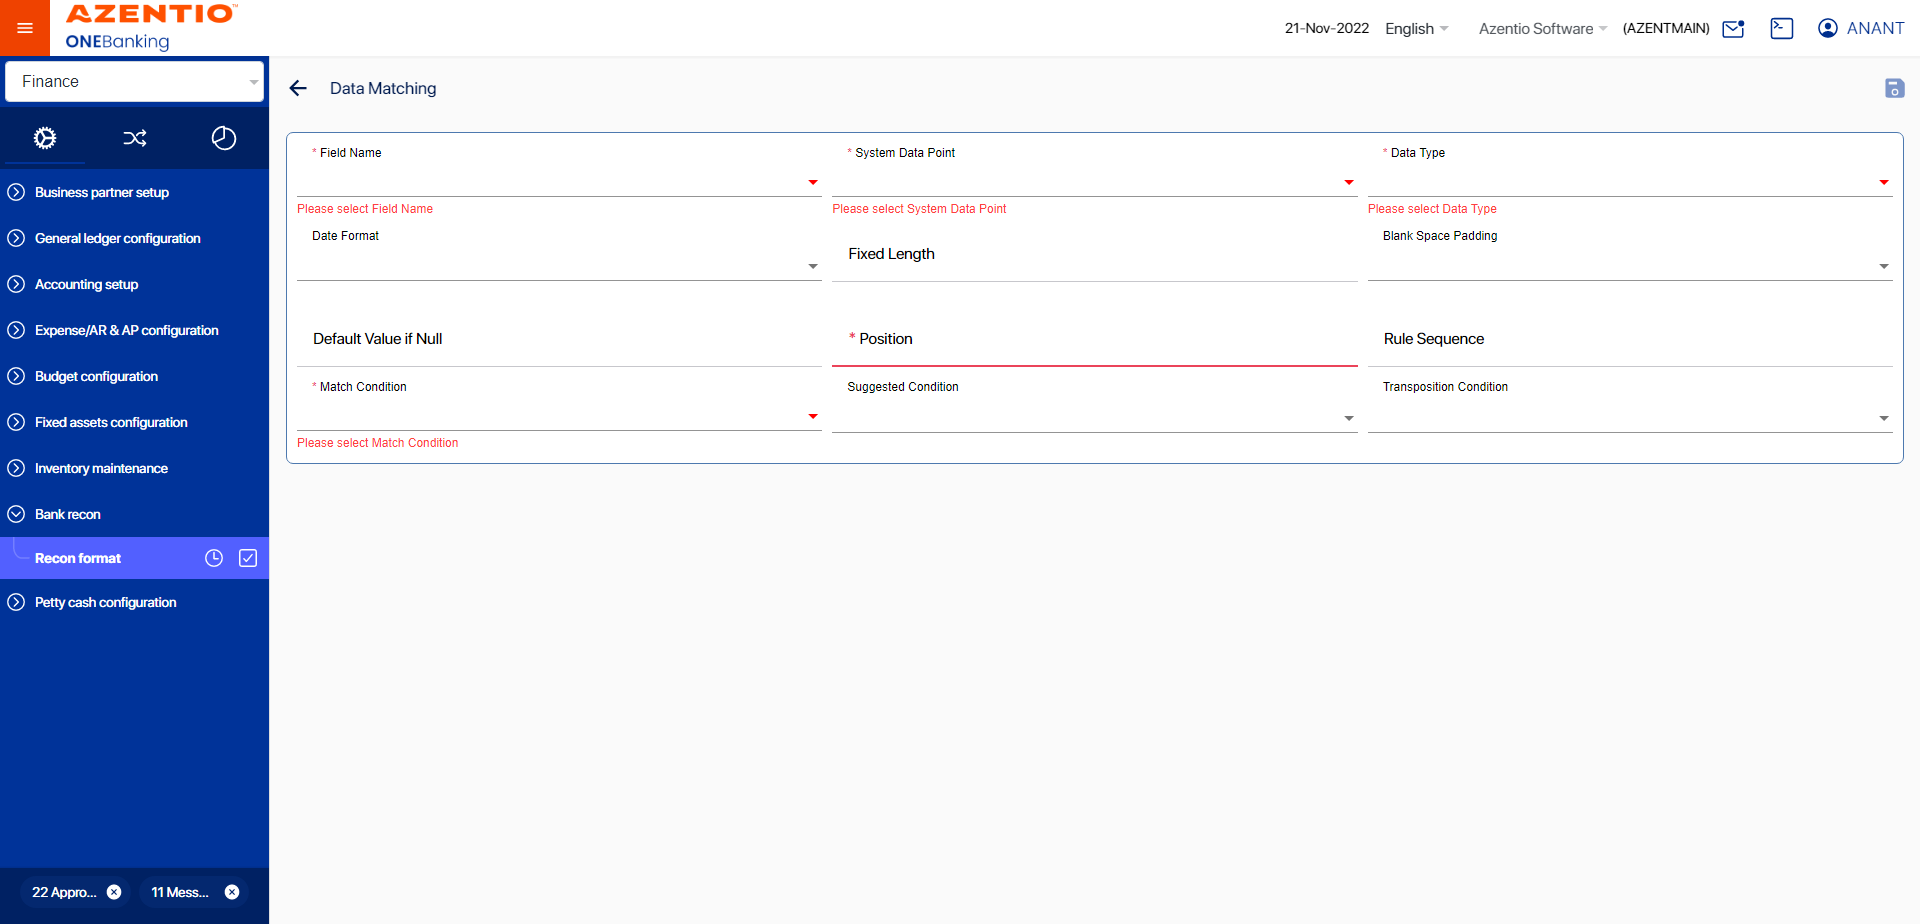 AZENTIO™
ONEBanking
21-Nov-2022 English Azentio Software (AZENTMAIN) ANANT
Finance
Business partner setup
General ledger configuration
Accounting setup
Expense/AR & AP configuration
Budget configuration
Fixed assets configuration
Inventory maintenance
Bank recon
Recon format
Petty cash configuration
22 Appro... 11 Mess...
Data Matching
* Field Name * System Data Point * Data Type
Please select Field Name Please select System Data Point Please select Data Type
Date Format Fixed Length Blank Space Padding
Default Value if Null * Position Rule Sequence
* Match Condition Suggested Condition Transposition Condition
Please select Match Condition